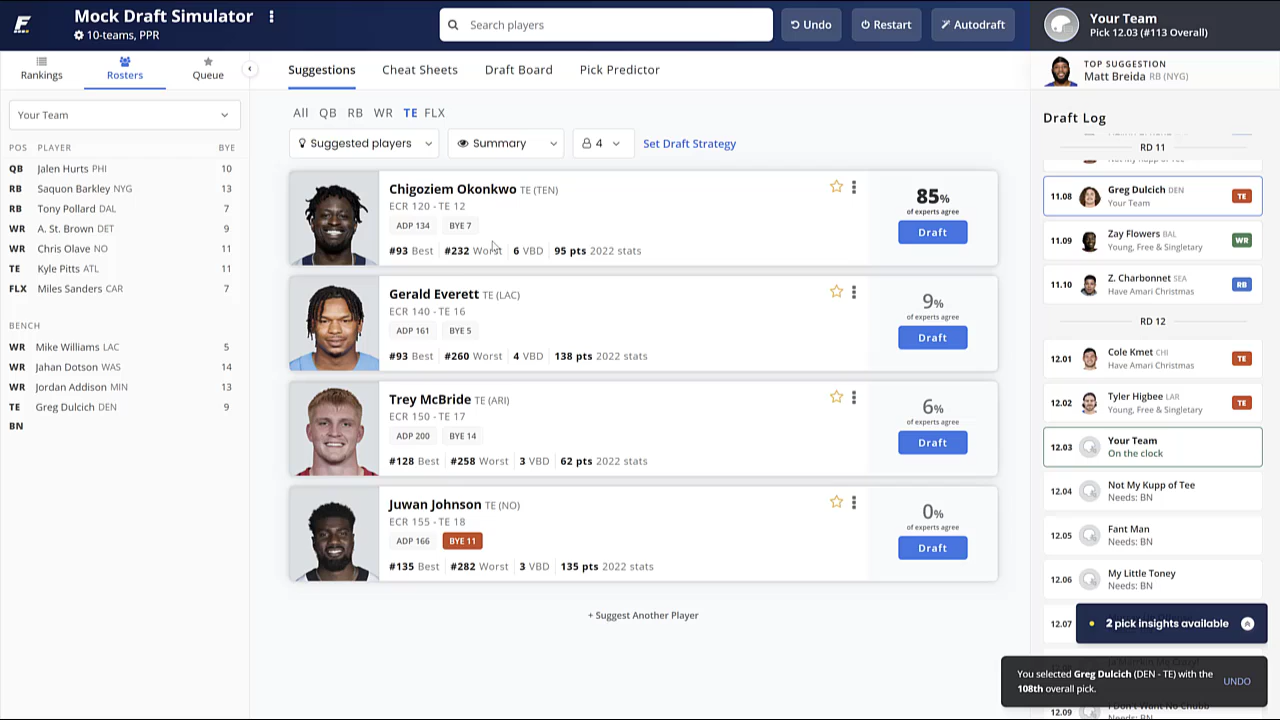 Mock Draft Simulator
10-teams, PPR
Search players
Undo
Restart
Autodraft
Your Team
Pick 12.03 (#113 Overall)
Rankings
Rosters
Queue
Suggestions
Cheat Sheets
Draft Board
Pick Predictor
TOP SUGGESTION
Matt Breida RB (NYG)
Your Team
POS PLAYER BYE
QB Jalen Hurts PHI 10
RB Saquon Barkley NYG 13
RB Tony Pollard DAL 7
WR A. St. Brown DET 9
WR Chris Olave NO 11
TE Kyle Pitts ATL 11
FLX Miles Sanders CAR 7
BENCH
WR Mike Williams LAC 5
WR Jahan Dotson WAS 14
WR Jordan Addison MIN 13
TE Greg Dulcich DEN 9
BN
All QB RB WR TE FLX
Suggested players
Summary
4
Set Draft Strategy
Chigoziem Okonkwo TE (TEN)
ECR 120 - TE 12
ADP 134 BYE 7
#93 Best #232 Worst 6 VBD 95 pts 2022 stats
85%
of experts agree
Draft
Gerald Everett TE (LAC)
ECR 140 - TE 16
ADP 161 BYE 5
#93 Best #260 Worst 4 VBD 138 pts 2022 stats
9%
of experts agree
Draft
Trey McBride TE (ARI)
ECR 150 - TE 17
ADP 200 BYE 14
#128 Best #258 Worst 3 VBD 62 pts 2022 stats
6%
of experts agree
Draft
Juwan Johnson TE (NO)
ECR 155 - TE 18
ADP 166 BYE 11
#135 Best #282 Worst 3 VBD 135 pts 2022 stats
0%
of experts agree
Draft
+ Suggest Another Player
Draft Log
RD 11
11.08 Greg Dulcich DEN TE
Your Team
11.09 Zay Flowers BAL WR
Young, Free & Singletary
11.10 Z. Charbonnet SEA RB
Have Amari Christmas
RD 12
12.01 Cole Kmet CHI TE
Have Amari Christmas
12.02 Tyler Higbee LAR TE
Young, Free & Singletary
12.03 Your Team
On the clock
12.04 Not My Kupp of Tee
Needs: BN
12.05 Fant Man
Needs: BN
12.06 My Little Toney
Needs: BN
12.07
2 pick insights available
You selected Greg Dulcich (DEN - TE) with the
108th overall pick.
UNDO
12.09